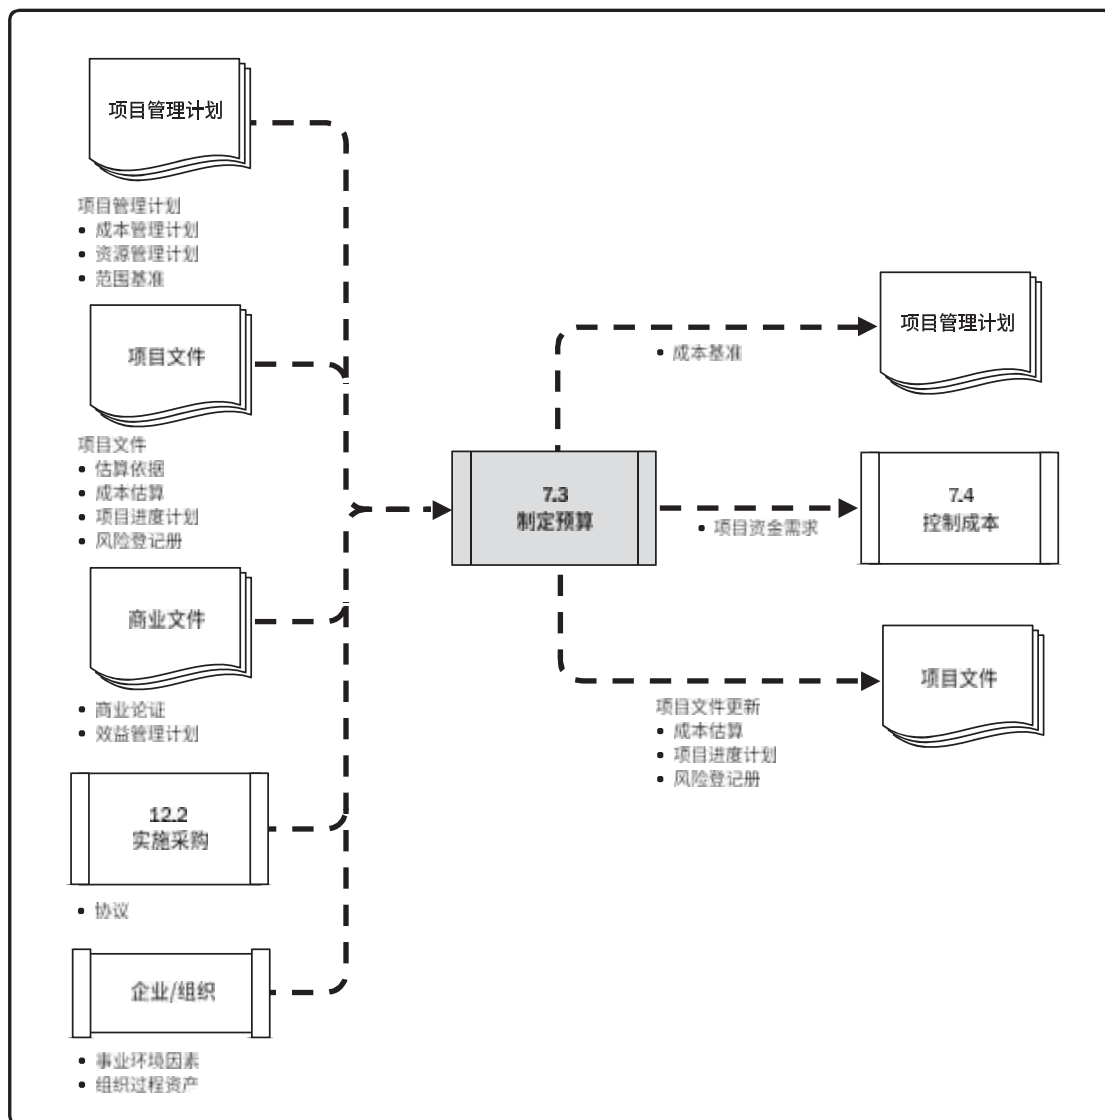 项目管理计划
项目管理计划
• 成本管理计划
• 资源管理计划
• 范围基准
项目文件
项目文件
• 估算依据
• 成本估算
• 项目进度计划
• 风险登记册
商业文件
• 商业论证
• 效益管理计划
12.2
实施采购
• 协议
企业/组织
• 事业环境因素
• 组织过程资产
7.3
制定预算
• 成本基准
项目管理计划
• 项目资金需求
7.4
控制成本
项目文件
项目文件更新
• 成本估算
• 项目进度计划
• 风险登记册